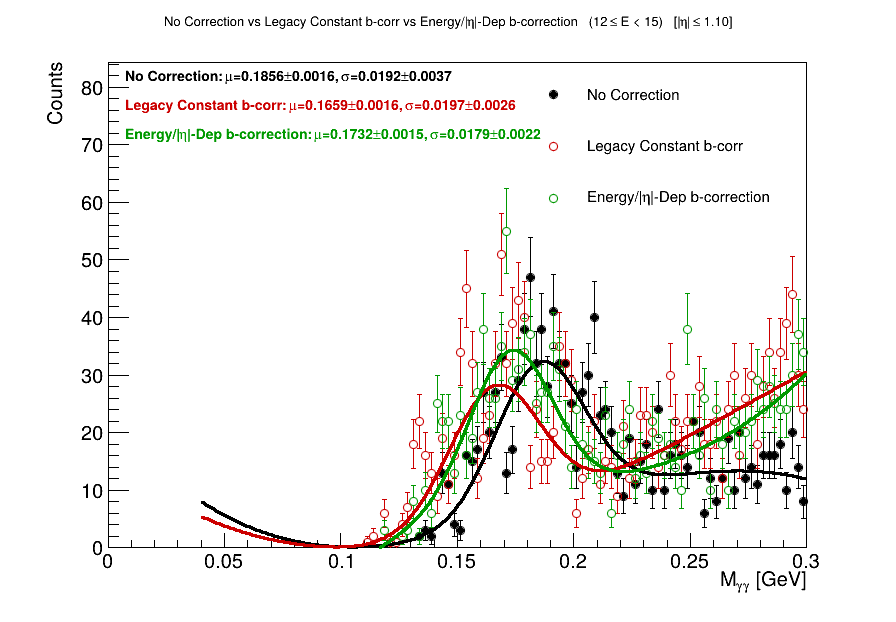 No Correction vs Legacy Constant b-corr vs Energy/|η|-Dep b-correction (12 ≤ E < 15) [|η| ≤ 1.10]
Counts
No Correction: μ=0.1856±0.0016, σ=0.0192±0.0037
Legacy Constant b-corr: μ=0.1659±0.0016, σ=0.0197±0.0026
Energy/|η|-Dep b-correction: μ=0.1732±0.0015, σ=0.0179±0.0022
No Correction
Legacy Constant b-corr
Energy/|η|-Dep b-correction
80
70
60
50
40
30
20
10
0
0 0.05 0.1 0.15 0.2 0.25 0.3
Mγγ [GeV]